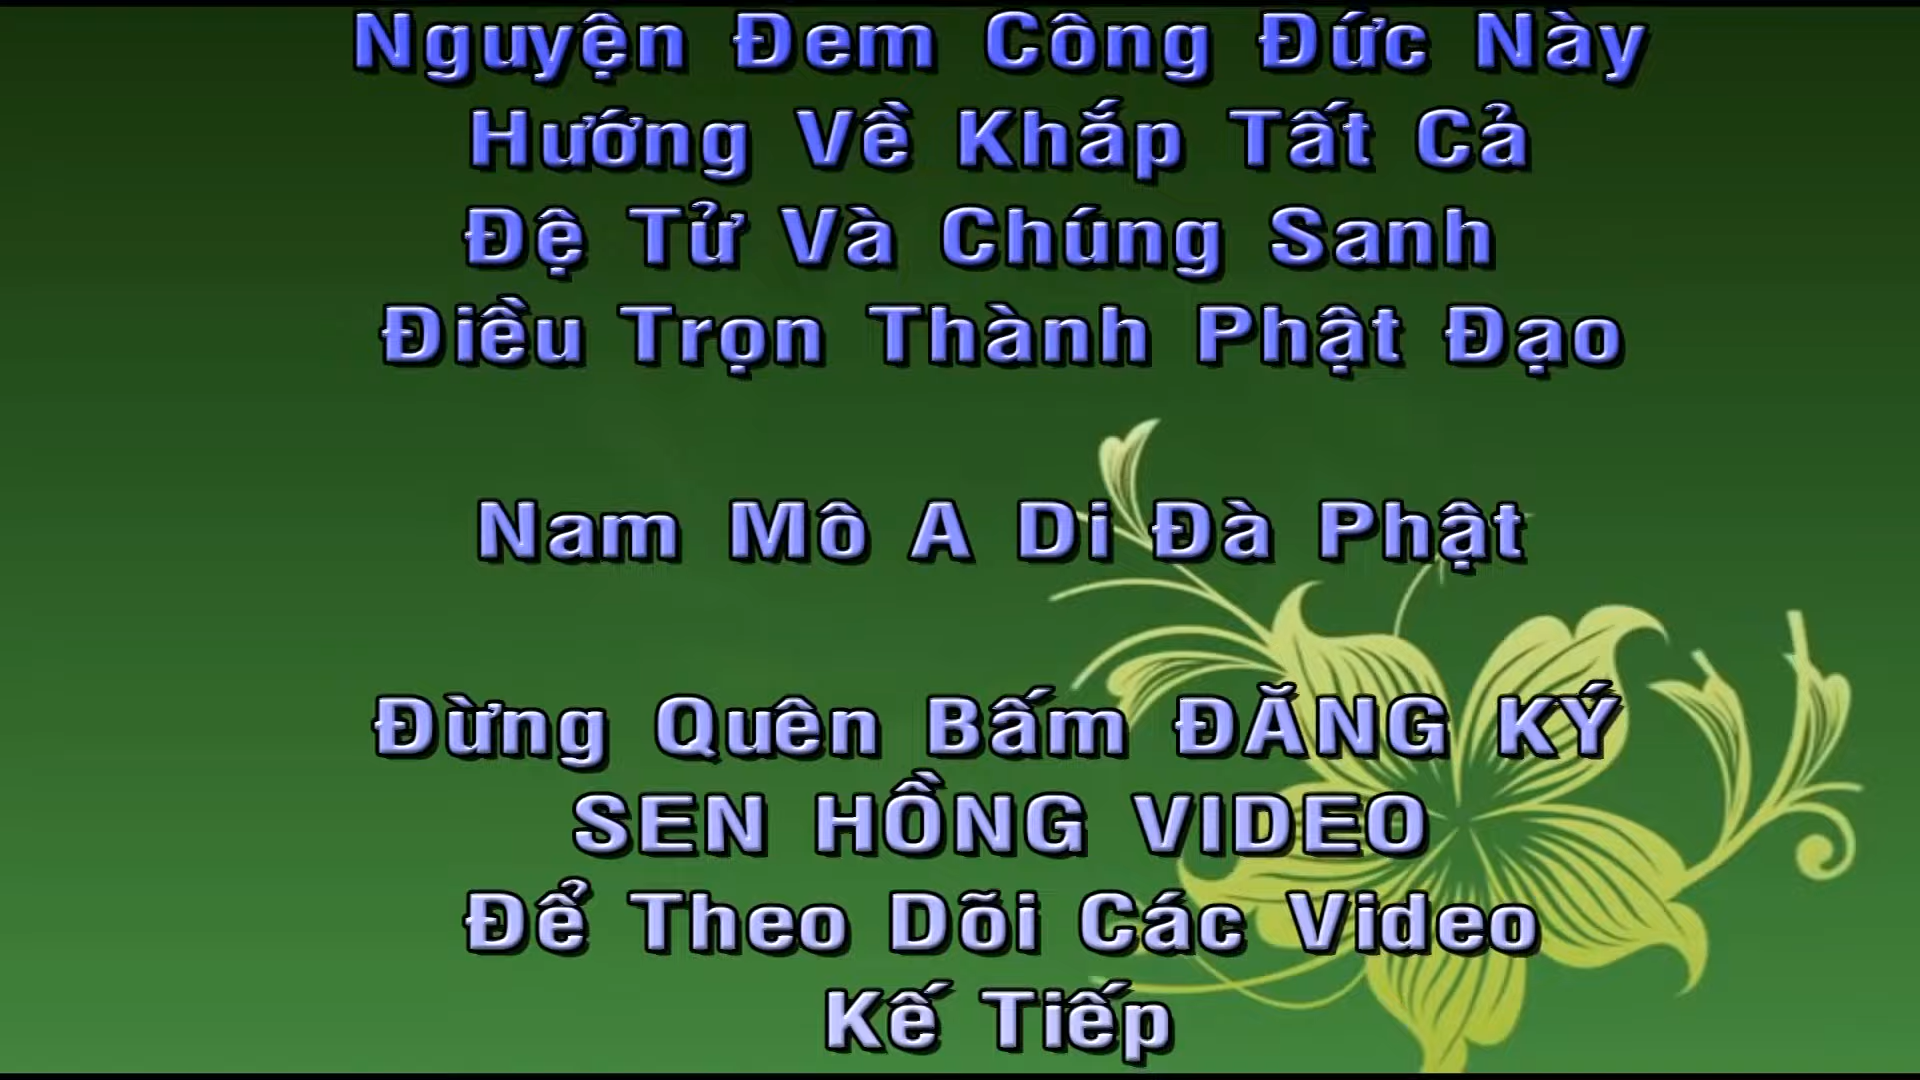 Nguyện Đem Công Đức Này
Hướng Về Khắp Tất Cả
Đệ Tử Và Chúng Sanh
Điều Trọn Thành Phật Đạo
Nam Mô A Di Đà Phật
Đừng Quên Bấm ĐĂNG KÝ
SEN HỒNG VIDEO
Để Theo Dõi Các Video
Kế Tiếp